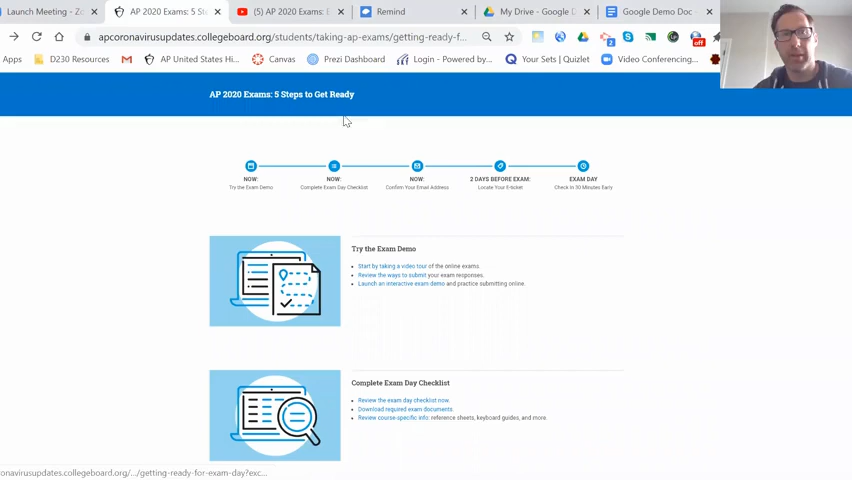 Launch Meeting - Zo
AP 2020 Exams: 5 St
(5) AP 2020 Exams: E
Remind
My Drive - Google D
Google Demo Doc -
apcoronavirusupdates.collegeboard.org/students/taking-ap-exams/getting-ready-f...
2
off
Apps
D230 Resources
AP United States Hi...
Canvas
Prezi Dashboard
Login - Powered by...
Your Sets | Quizlet
Video Conferencing...
AP 2020 Exams: 5 Steps to Get Ready
NOW:
Try the Exam Demo
NOW:
Complete Exam Day Checklist
NOW:
Confirm Your Email Address
2 DAYS BEFORE EXAM:
Locate Your E-ticket
EXAM DAY
Check In 30 Minutes Early
Try the Exam Demo
Start by taking a video tour of the online exams.
Review the ways to submit your exam responses.
Launch an interactive exam demo and practice submitting online.
Complete Exam Day Checklist
Review the exam day checklist now.
Download required exam documents.
Review course-specific info: reference sheets, keyboard guides, and more.
onavirusupdates.collegeboard.org/.../getting-ready-for-exam-day?exc...